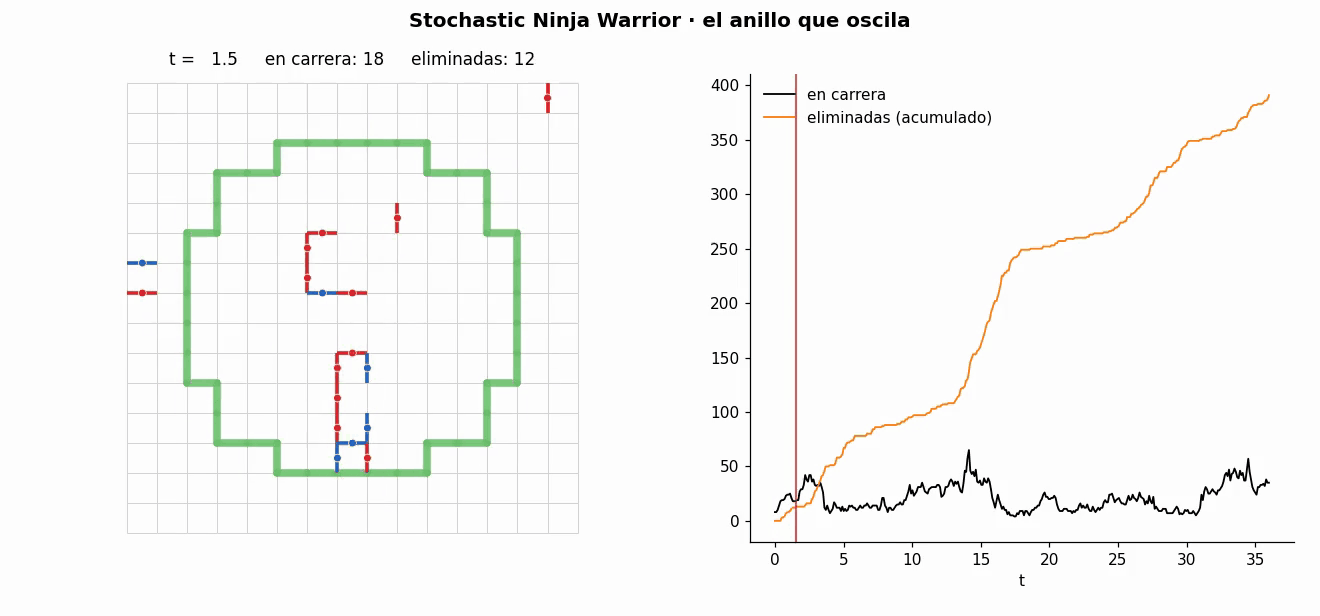 Stochastic Ninja Warrior · el anillo que oscila
t = 1.5 en carrera: 18 eliminadas: 12
400
350
300
250
200
150
100
50
0
en carrera
eliminadas (acumulado)
0 5 10 15 20 25 30 35
t